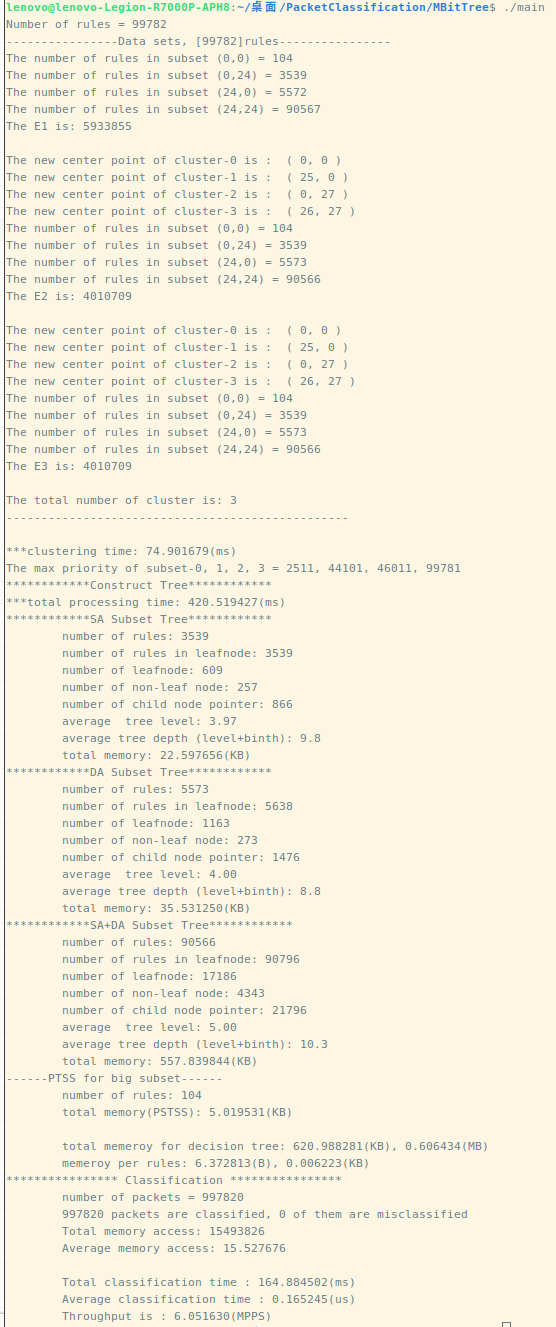 lenovo@lenovo-Legion-R7000P-APH8:~/桌面/PacketClassification/MBitTree$ ./main
Number of rules = 99782
----------------Data sets, [99782]rules----------------
The number of rules in subset (0,0) = 104
The number of rules in subset (0,24) = 3539
The number of rules in subset (24,0) = 5572
The number of rules in subset (24,24) = 90567
The E1 is: 5933855
The new center point of cluster-0 is :  ( 0, 0 )
The new center point of cluster-1 is :  ( 25, 0 )
The new center point of cluster-2 is :  ( 0, 27 )
The new center point of cluster-3 is :  ( 26, 27 )
The number of rules in subset (0,0) = 104
The number of rules in subset (0,24) = 3539
The number of rules in subset (24,0) = 5573
The number of rules in subset (24,24) = 90566
The E2 is: 4010709
The new center point of cluster-0 is :  ( 0, 0 )
The new center point of cluster-1 is :  ( 25, 0 )
The new center point of cluster-2 is :  ( 0, 27 )
The new center point of cluster-3 is :  ( 26, 27 )
The number of rules in subset (0,0) = 104
The number of rules in subset (0,24) = 3539
The number of rules in subset (24,0) = 5573
The number of rules in subset (24,24) = 90566
The E3 is: 4010709
The total number of cluster is: 3
-------------------------------------------------
***clustering time: 74.901679(ms)
The max priority of subset-0, 1, 2, 3 = 2511, 44101, 46011, 99781
************Construct Tree************
***total processing time: 420.519427(ms)
************SA Subset Tree************
number of rules: 3539
number of rules in leafnode: 3539
number of leafnode: 609
number of non-leaf node: 257
number of child node pointer: 866
average  tree level: 3.97
average tree depth (level+binth): 9.8
total memory: 22.597656(KB)
************DA Subset Tree************
number of rules: 5573
number of rules in leafnode: 5638
number of leafnode: 1163
number of non-leaf node: 273
number of child node pointer: 1476
average  tree level: 4.00
average tree depth (level+binth): 8.8
total memory: 35.531250(KB)
************SA+DA Subset Tree************
number of rules: 90566
number of rules in leafnode: 90796
number of leafnode: 17186
number of non-leaf node: 4343
number of child node pointer: 21796
average  tree level: 5.00
average tree depth (level+binth): 10.3
total memory: 557.839844(KB)
------PTSS for big subset------
number of rules: 104
total memory(PSTSS): 5.019531(KB)
total memeroy for decision tree: 620.988281(KB), 0.606434(MB)
memeroy per rules: 6.372813(B), 0.006223(KB)
**************** Classification ****************
number of packets = 997820
997820 packets are classified, 0 of them are misclassified
Total memory access: 15493826
Average memory access: 15.527676
Total classification time : 164.884502(ms)
Average classification time : 0.165245(us)
Throughput is : 6.051630(MPPS)